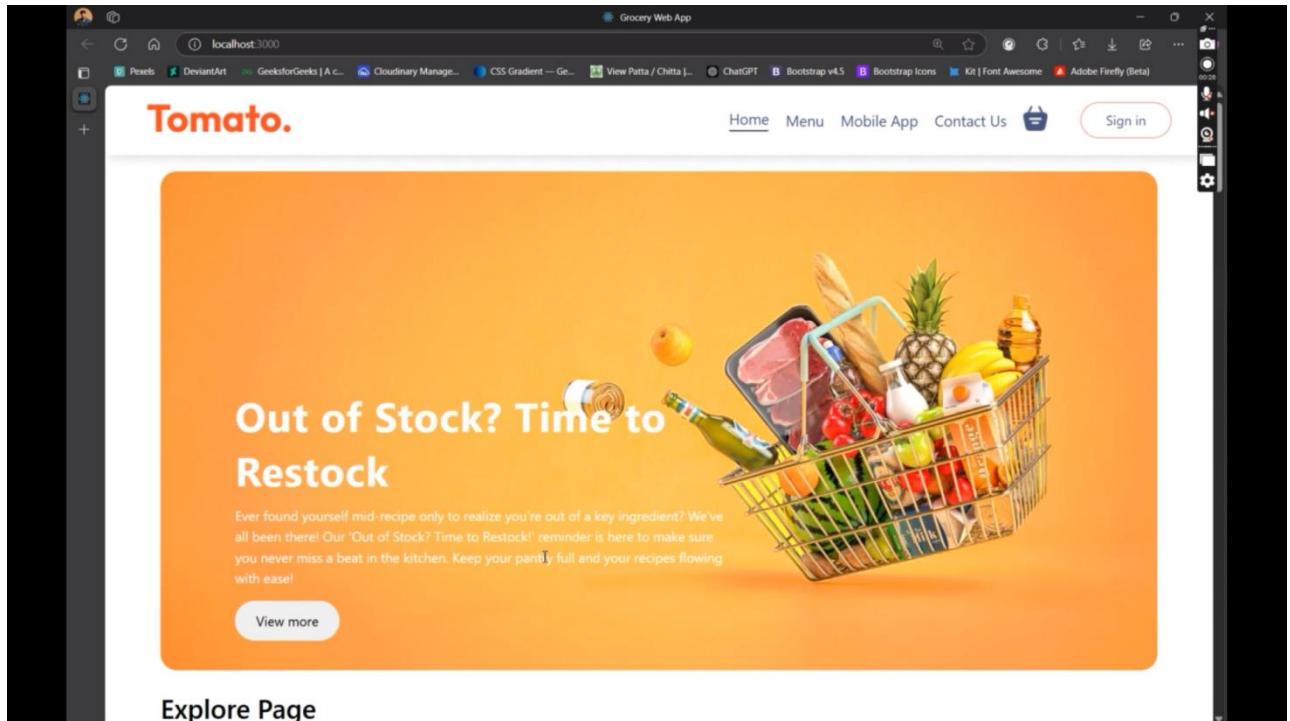 Grocery Web App
localhost:3000
Pexels DeviantArt GeeksforGeeks | A c... Cloudinary Manage... CSS Gradient — Ge... View Patta / Chitta |... ChatGPT Bootstrap v4.5 Bootstrap Icons Kit | Font Awesome Adobe Firefly (Beta)
00:28
Tomato.
Home Menu Mobile App Contact Us Sign in
Out of Stock? Time to
Restock
Ever found yourself mid-recipe only to realize you're out of a key ingredient? We've
all been there! Our 'Out of Stock? Time to Restock!' reminder is here to make sure
you never miss a beat in the kitchen. Keep your pantry full and your recipes flowing
with ease!
View more
orange
Milk
Explore Page